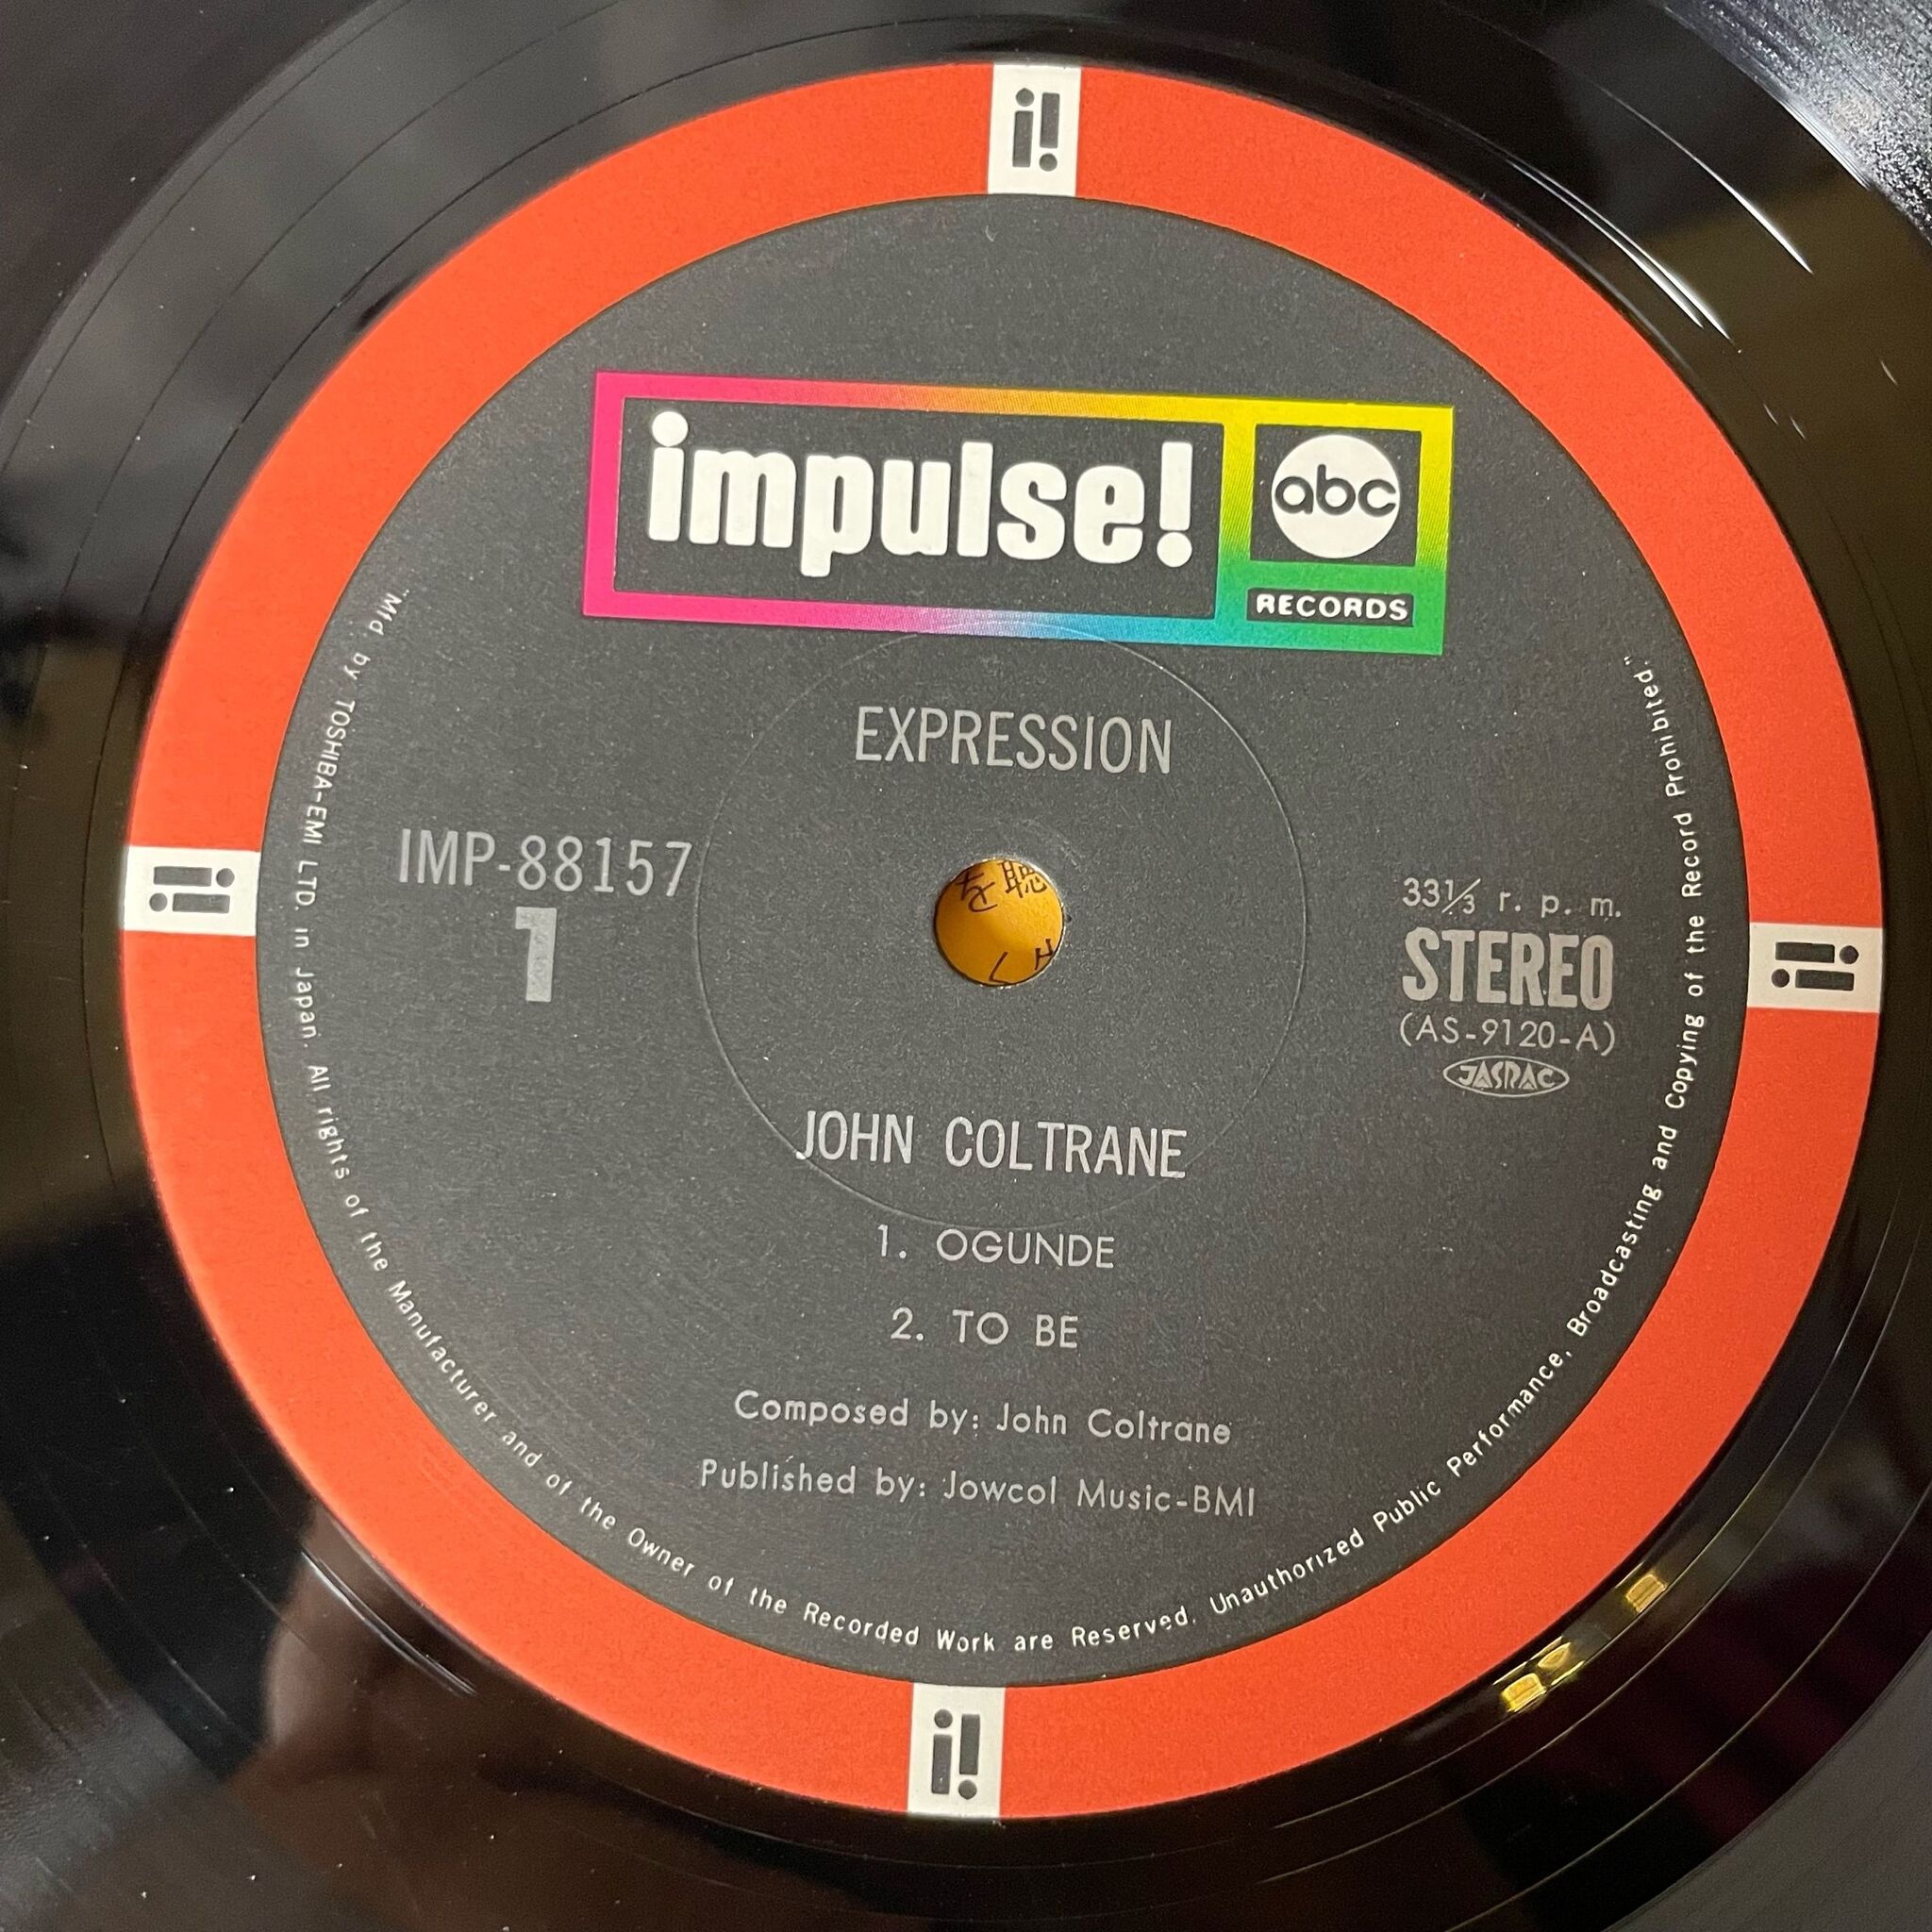 i!
impulse!
abc
RECORDS
EXPRESSION
IMP-88157
1
33⅓ r. p. m.
STEREO
(AS-9120-A)
JASRAC
JOHN COLTRANE
1. OGUNDE
2. TO BE
Composed by: John Coltrane
Published by: Jowcol Music-BMI
"Mfd. by TOSHIBA-EMI LTD. in Japan. All rights of the Manufacturer and of the Owner of the Recorded Work are Reserved. Unauthorized Public Performance, Broadcasting and Copying of the Record Prohibited."
i!
i!
i!
を聴